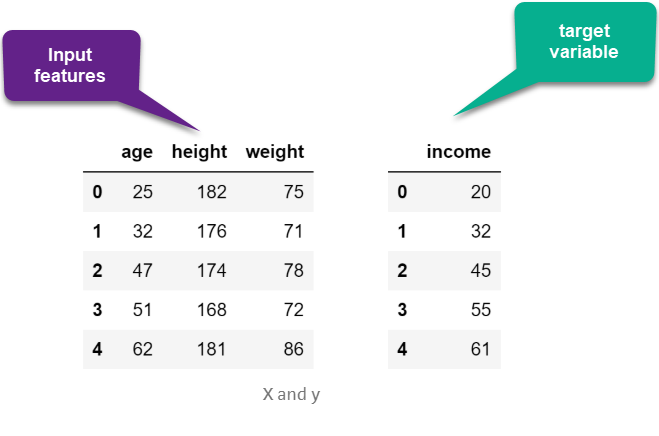 Input
features
target
variable
age height weight
0 25 182 75
1 32 176 71
2 47 174 78
3 51 168 72
4 62 181 86
income
0 20
1 32
2 45
3 55
4 61
X and y